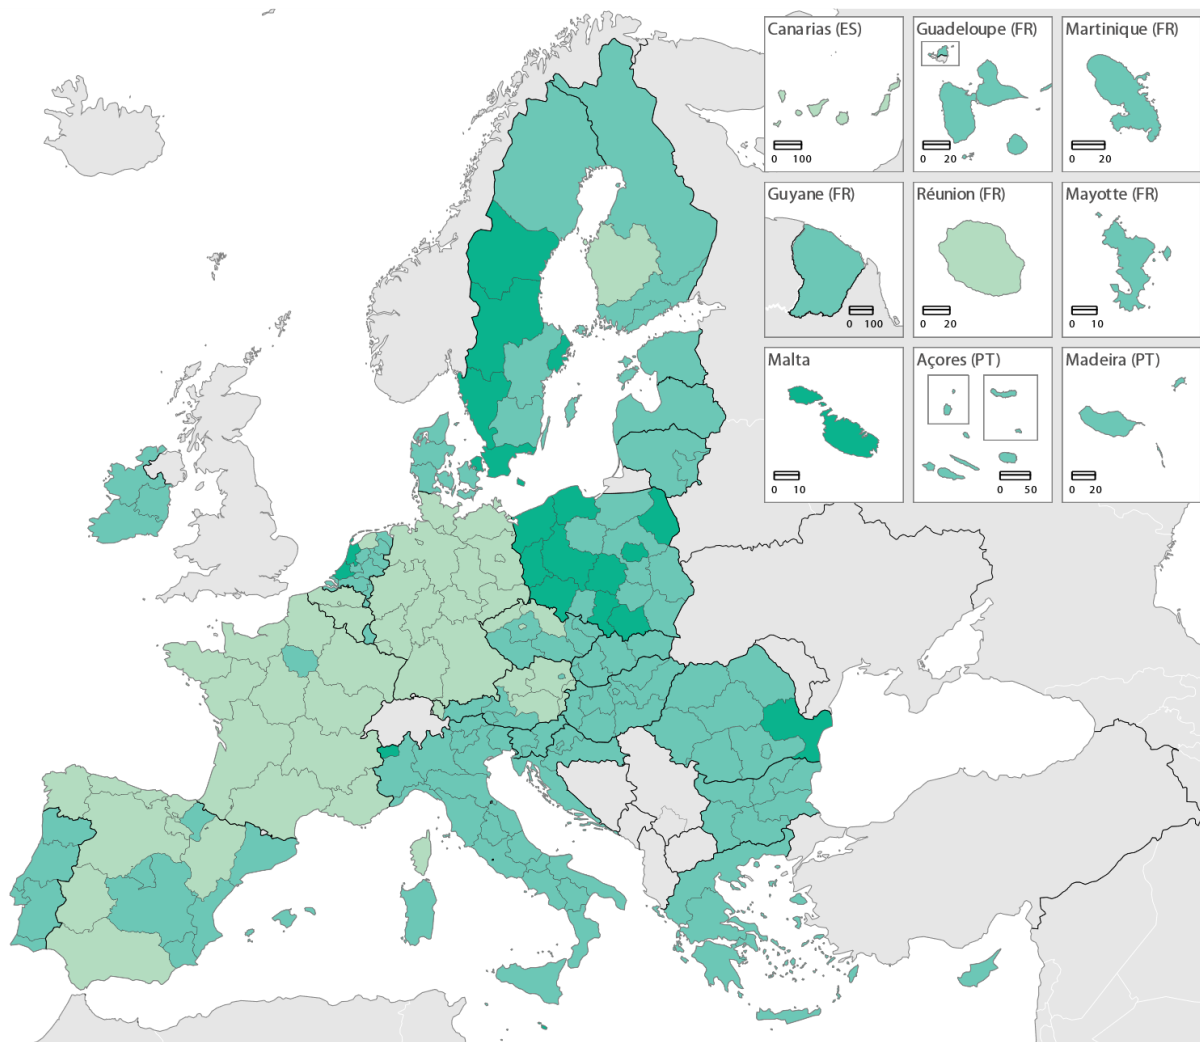 Canarias (ES)
0 100
Guadeloupe (FR)
0 20
Martinique (FR)
0 20
Guyane (FR)
0 100
Réunion (FR)
0 20
Mayotte (FR)
0 10
Malta
0 10
Açores (PT)
0 50
Madeira (PT)
0 20